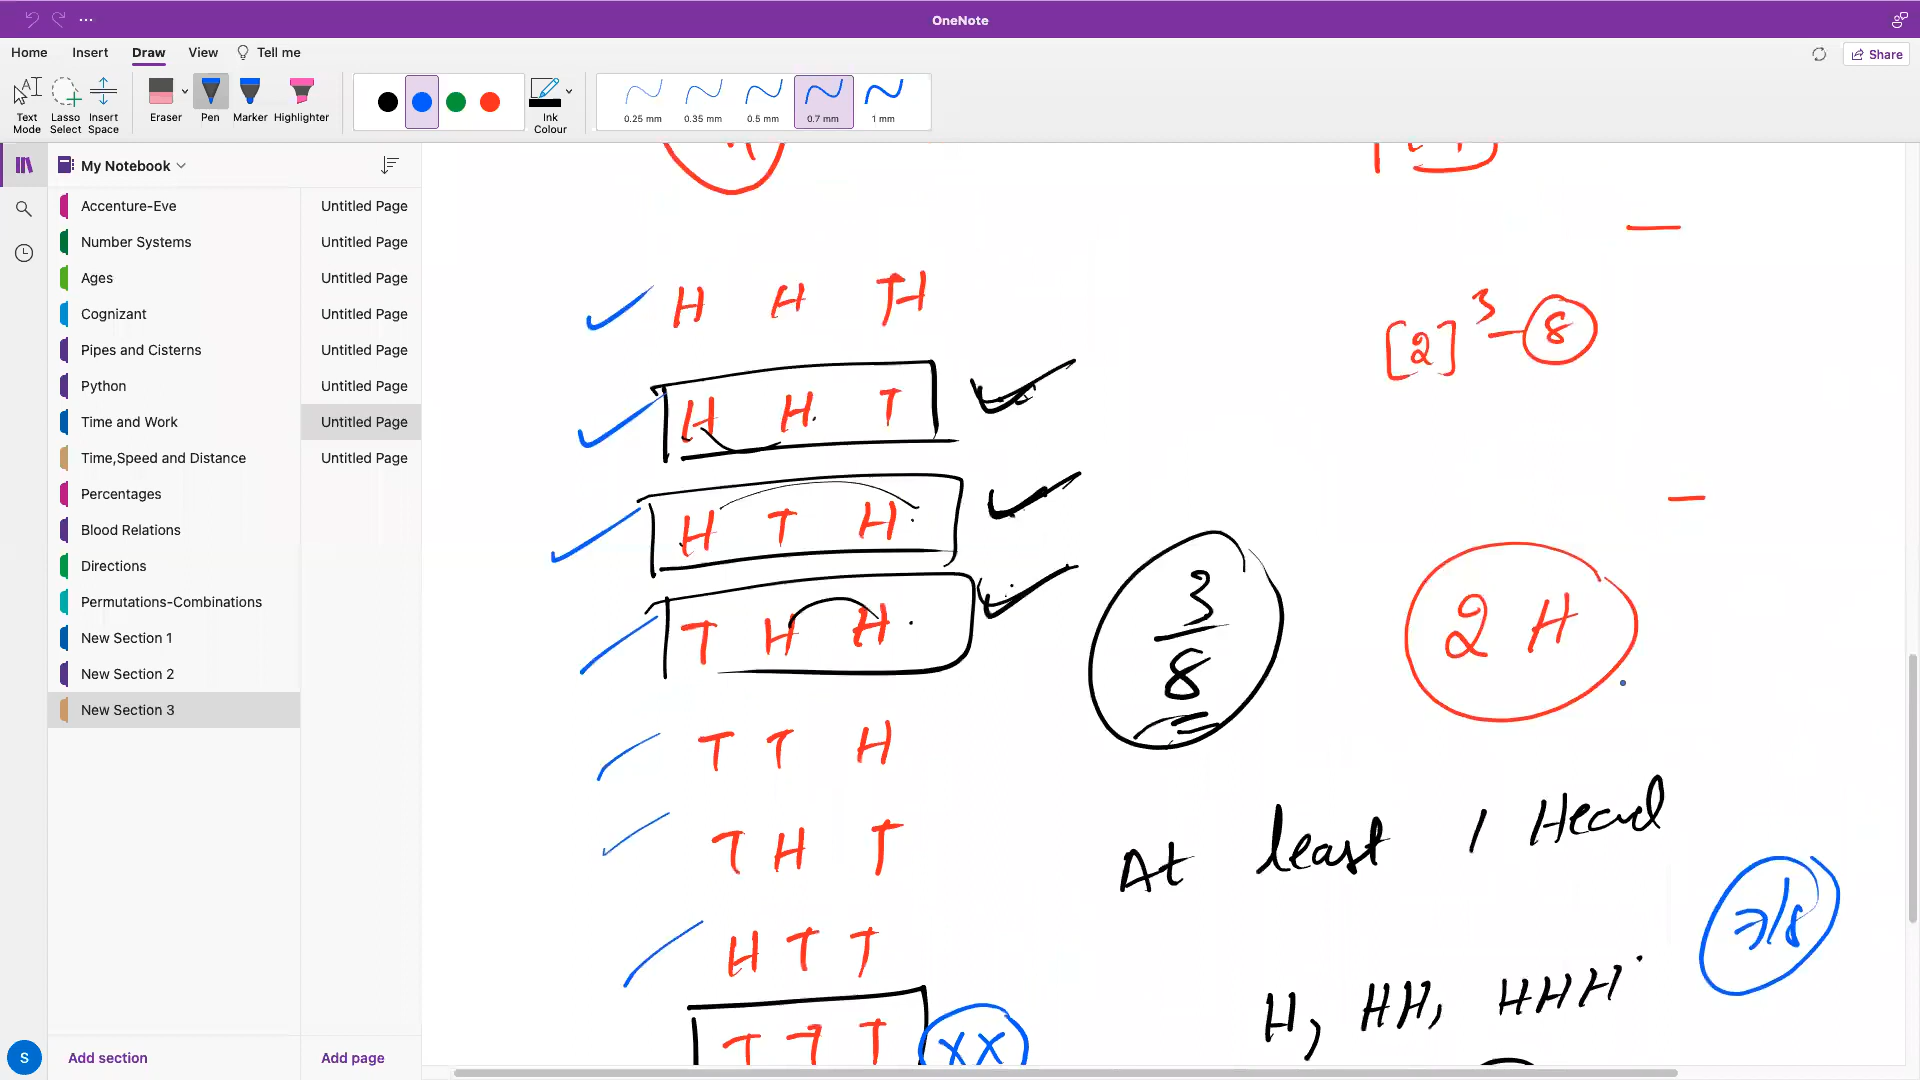 OneNote
Home Insert Draw View Tell me
Share
Text Mode
Lasso Select
Insert Space
Eraser
Pen
Marker
Highlighter
Ink Colour
0.25 mm
0.35 mm
0.5 mm
0.7 mm
1 mm
My Notebook
Accenture-Eve
Number Systems
Ages
Cognizant
Pipes and Cisterns
Python
Time and Work
Time,Speed and Distance
Percentages
Blood Relations
Directions
Permutations-Combinations
New Section 1
New Section 2
New Section 3
Untitled Page
Untitled Page
Untitled Page
Untitled Page
Untitled Page
Untitled Page
Untitled Page
Untitled Page
S
Add section
Add page
H H H
[2]³ - 8
H H T
H T H
T H H
3/8
2 H
T T H
T H T
At least 1 Head
7/8
H T T
H, HH, HHH
T T T
XX